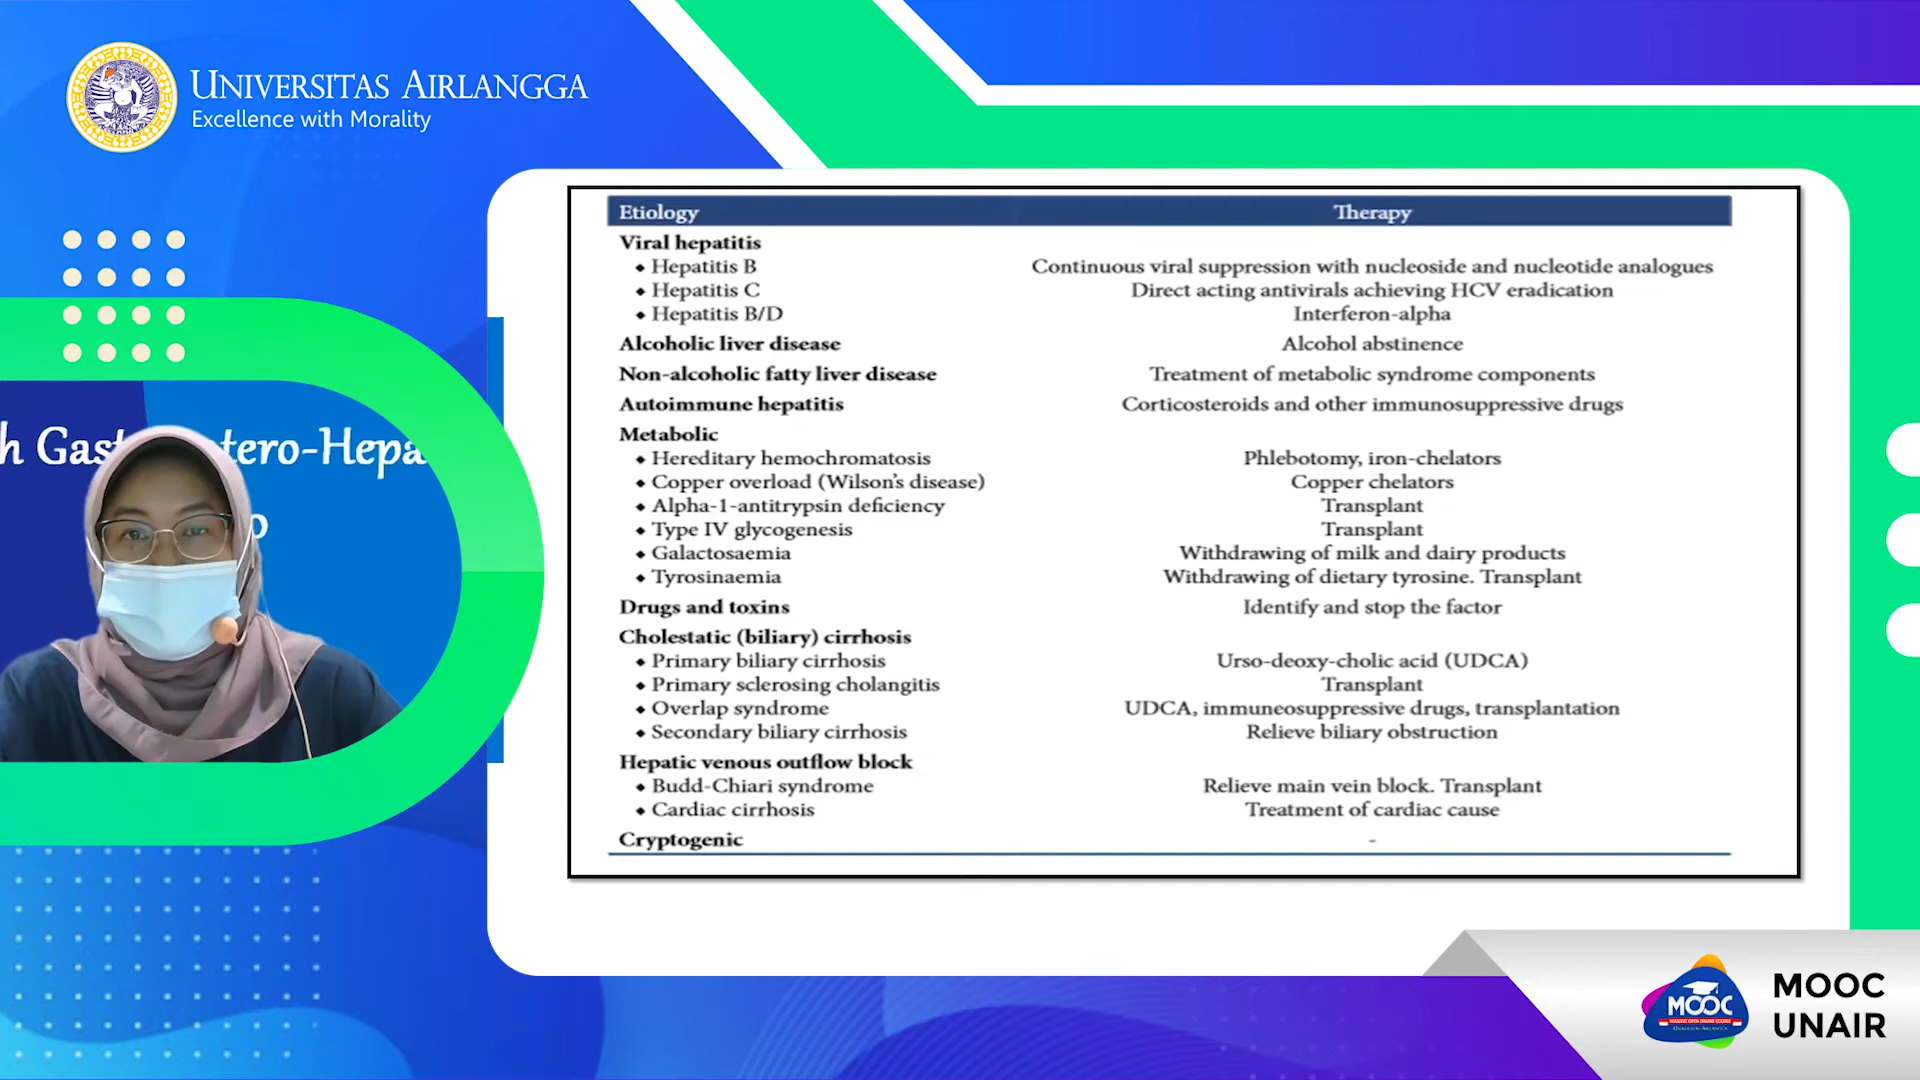 UNIVERSITAS AIRLANGGA
Excellence with Morality
Etiology Therapy
Viral hepatitis
◆ Hepatitis B Continuous viral suppression with nucleoside and nucleotide analogues
◆ Hepatitis C Direct acting antivirals achieving HCV eradication
◆ Hepatitis B/D Interferon-alpha
Alcoholic liver disease Alcohol abstinence
Non-alcoholic fatty liver disease Treatment of metabolic syndrome components
Autoimmune hepatitis Corticosteroids and other immunosuppressive drugs
Metabolic
◆ Hereditary hemochromatosis Phlebotomy, iron-chelators
◆ Copper overload (Wilson's disease) Copper chelators
◆ Alpha-1-antitrypsin deficiency Transplant
◆ Type IV glycogenesis Transplant
◆ Galactosaemia Withdrawing of milk and dairy products
◆ Tyrosinaemia Withdrawing of dietary tyrosine. Transplant
Drugs and toxins Identify and stop the factor
Cholestatic (biliary) cirrhosis
◆ Primary biliary cirrhosis Urso-deoxy-cholic acid (UDCA)
◆ Primary sclerosing cholangitis Transplant
◆ Overlap syndrome UDCA, immuneosuppressive drugs, transplantation
◆ Secondary biliary cirrhosis Relieve biliary obstruction
Hepatic venous outflow block
◆ Budd-Chiari syndrome Relieve main vein block. Transplant
◆ Cardiac cirrhosis Treatment of cardiac cause
Cryptogenic -
h Gas tero-Hepa
o
MOOC
MOOC
UNAIR